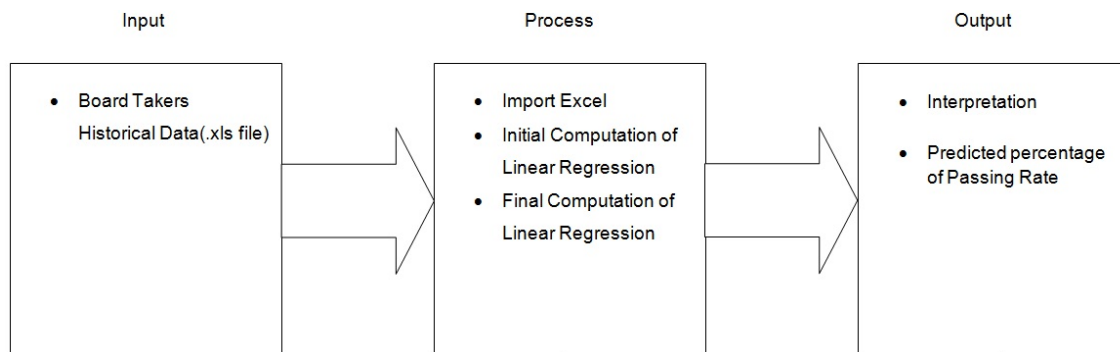 Input
Process
Output
• Board Takers
Historical Data(.xls file)
• Import Excel
• Initial Computation of
Linear Regression
• Final Computation of
Linear Regression
• Interpretation
• Predicted percentage
of Passing Rate